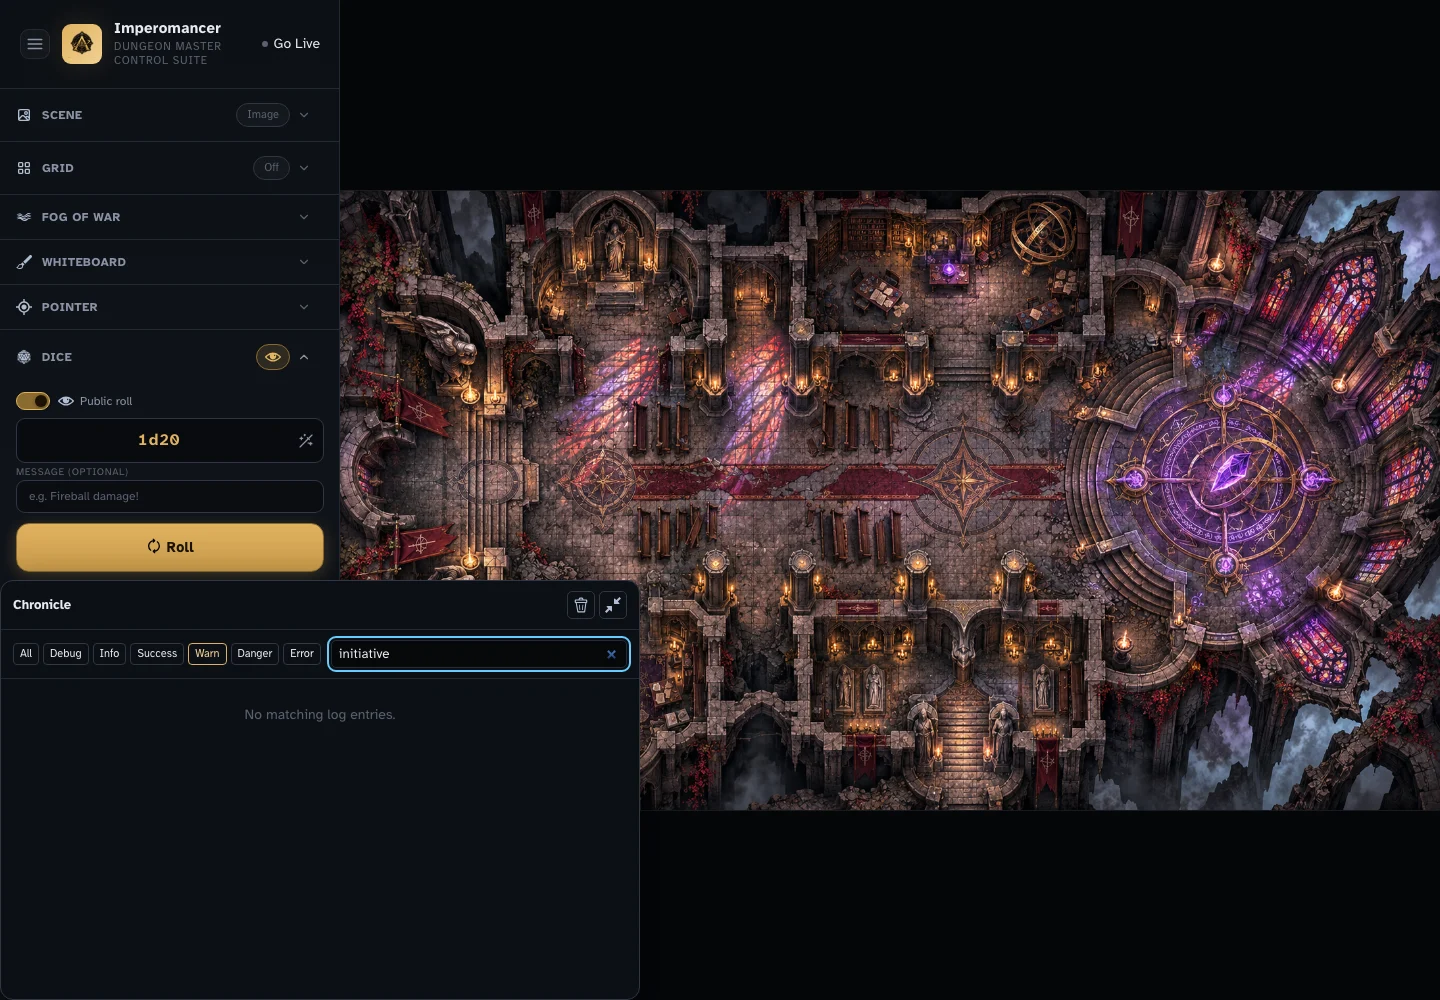 Imperomancer
DUNGEON MASTER
CONTROL SUITE
Go Live
SCENE
Image
GRID
Off
FOG OF WAR
WHITEBOARD
POINTER
DICE
Public roll
1d20
MESSAGE (OPTIONAL)
e.g. Fireball damage!
Roll
Chronicle
All
Debug
Info
Success
Warn
Danger
Error
initiative
No matching log entries.